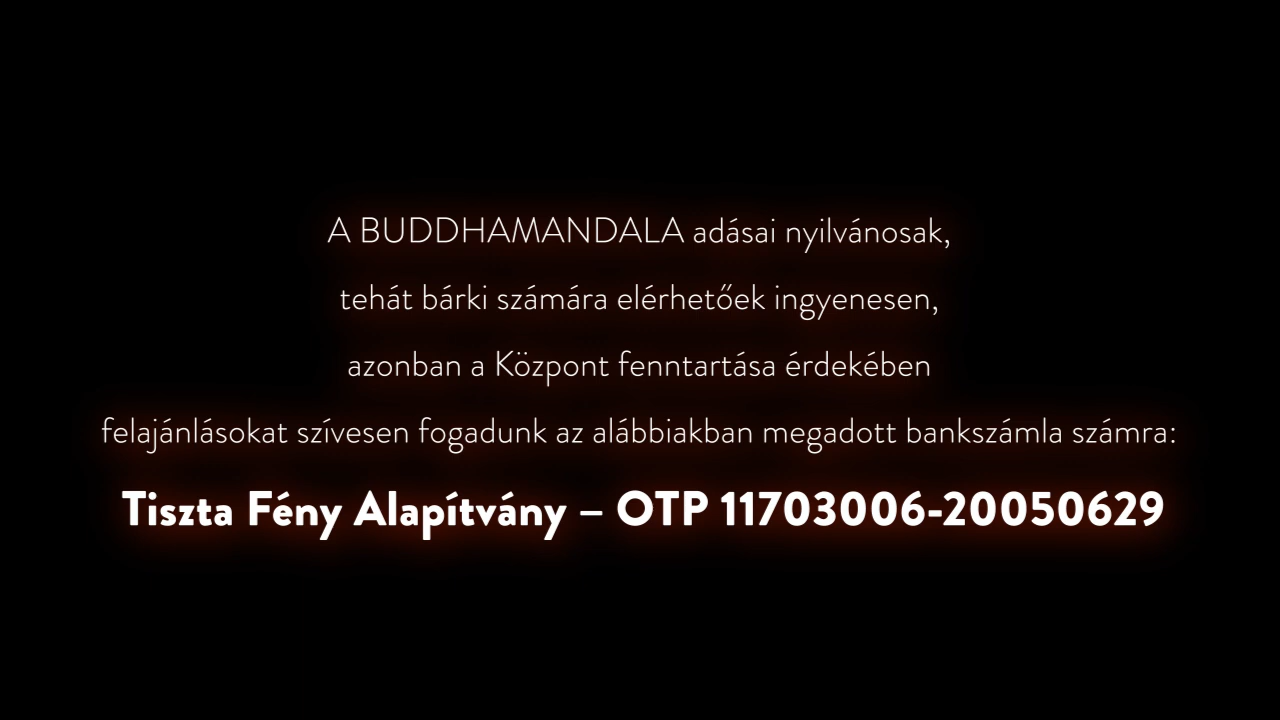 A BUDDHAMANDALA adásai nyilvánosak,
tehát bárki számára elérhetőek ingyenesen,
azonban a Központ fenntartása érdekében
felajánlásokat szívesen fogadunk az alábbiakban megadott bankszámla számra:
Tiszta Fény Alapítvány – OTP 11703006-20050629